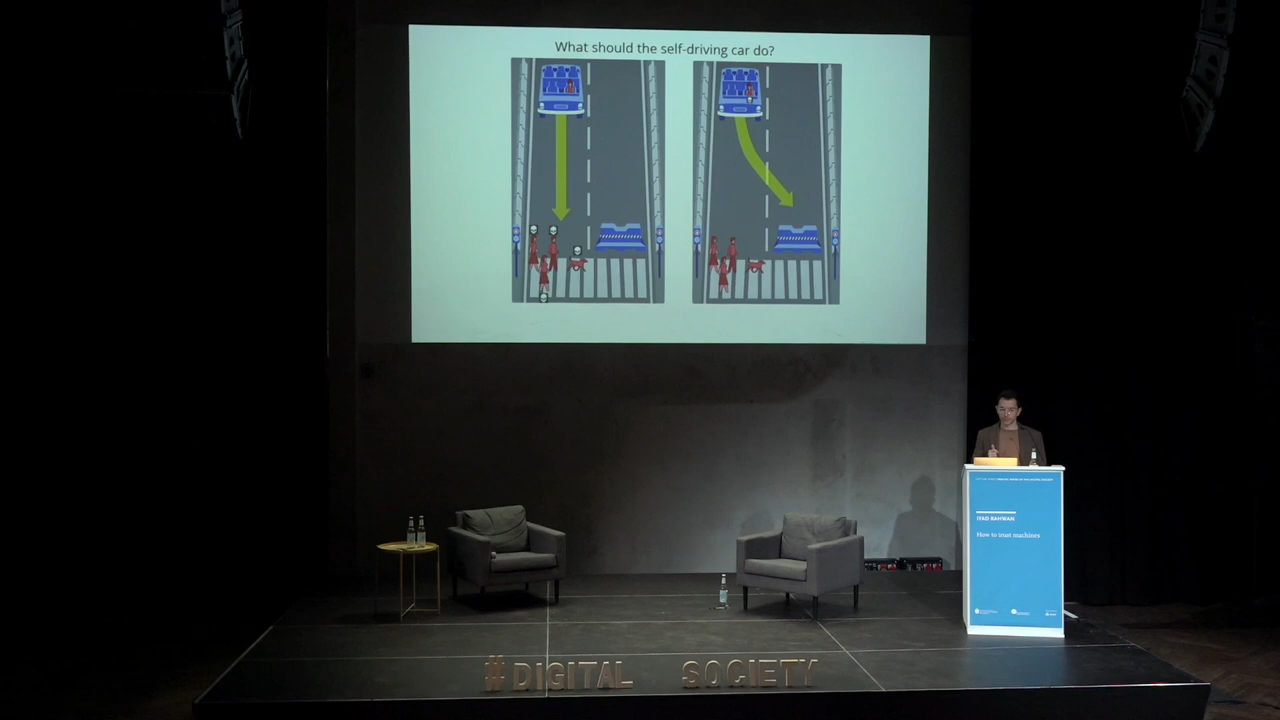 What should the self-driving car do?
IYAD RAHWAN
How to trust machines
#DIGITAL SOCIETY